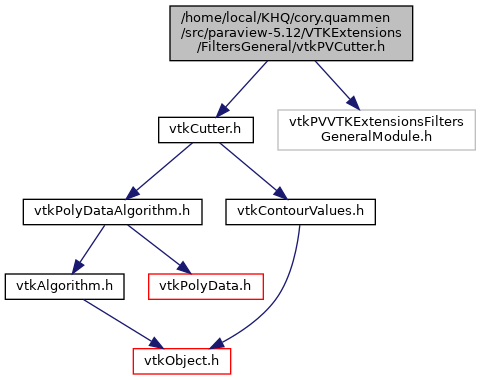 /home/local/KHQ/cory.quammen
/src/paraview-5.12/VTKExtensions
/FiltersGeneral/vtkPVCutter.h
vtkCutter.h
vtkPVVTKExtensionsFilters
GeneralModule.h
vtkPolyDataAlgorithm.h
vtkContourValues.h
vtkAlgorithm.h
vtkPolyData.h
vtkObject.h